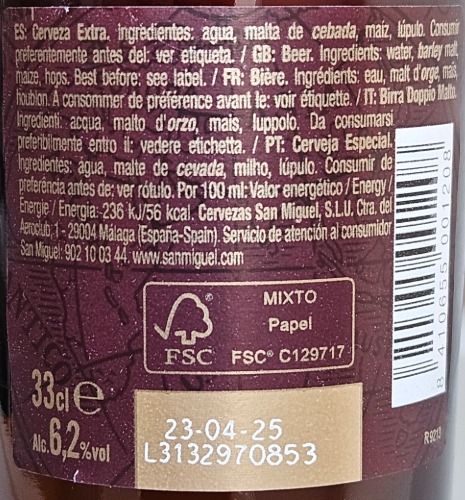 ES: Cerveza Extra. ingredientes: agua, malta de cebada, maíz, lúpulo. Consumir
preferentemente antes del: ver etiqueta. / GB: Beer. Ingredients: water, barley malt,
maize, hops. Best before: see label. / FR: Bière. Ingrédients: eau, malt d'orge, maïs,
houblon. A consommer de préférence avant le: voir étiquette. / IT: Birra Doppio Malto.
Ingredienti: acqua, malto d'orzo, mais, luppolo. Da consumarsi
preferibilmente entro il: vedere etichetta. / PT: Cerveja Especial.
Ingredientes: agua, malte de cevada, milho, lúpulo. Consumir de
preferência antes de: ver rótulo. Por 100 ml: Valor energético / Energy /
Energie / Energia: 236 kJ/56 kcal. Cervezas San Miguel, S.L.U. Ctra. del
Aeroclub, 1 - 29004 Málaga (España-Spain). Servicio de atención al consumidor
San Miguel: 902 10 03 44. www.sanmiguel.com
FSC
MIXTO
Papel
FSC® C129717
33cl e
Alc. 6,2%vol
23-04-25
L3132970853
8 410655 001208
R9213